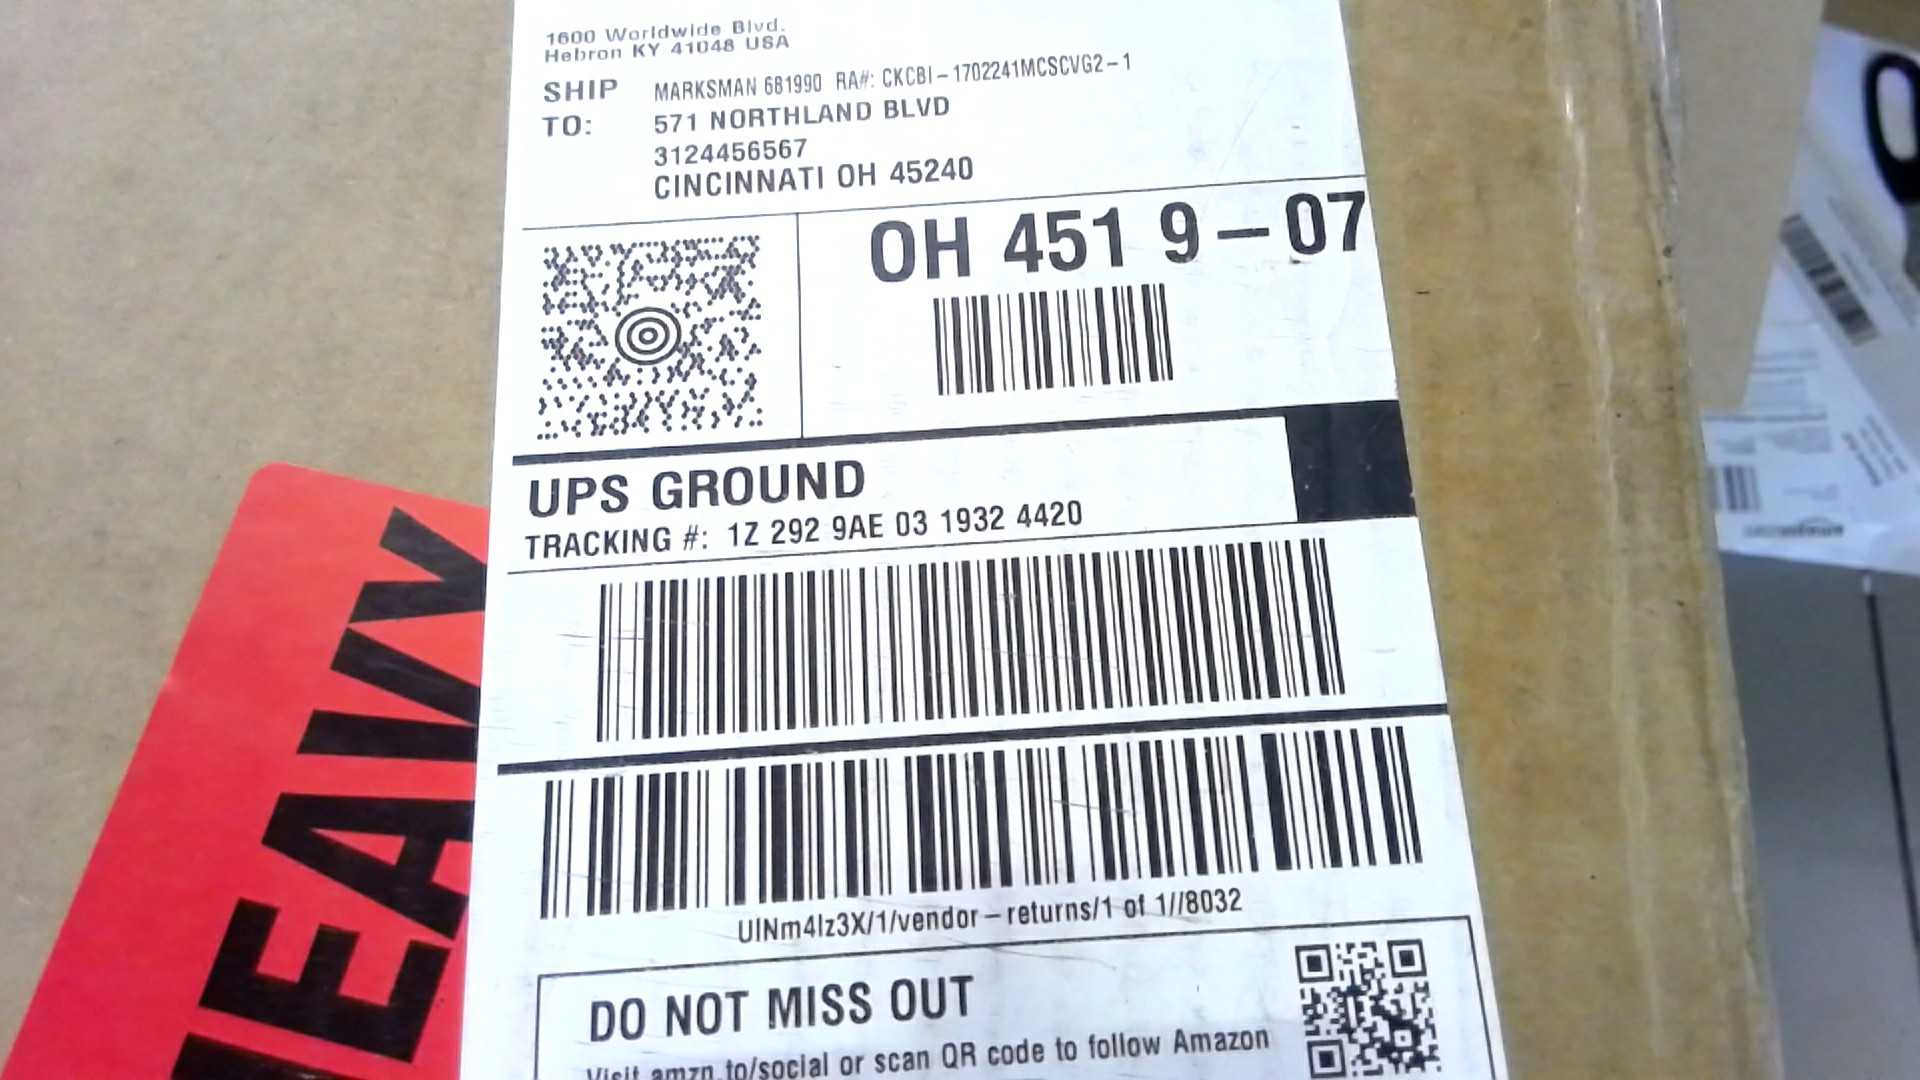 1600 Worldwide Blvd.
Hebron KY 41048 USA
SHIP TO:
MARKSMAN 681990 RA#: CKCBI-1702241MCSCVG2-1
571 NORTHLAND BLVD
3124456567
CINCINNATI OH 45240
OH 451 9-07
UPS GROUND
TRACKING #: 1Z 292 9AE 03 1932 4420
UINm4Iz3X/1/vendor-returns/1 of 1//8032
DO NOT MISS OUT
Visit amzn.to/social or scan QR code to follow Amazon
HEAVY